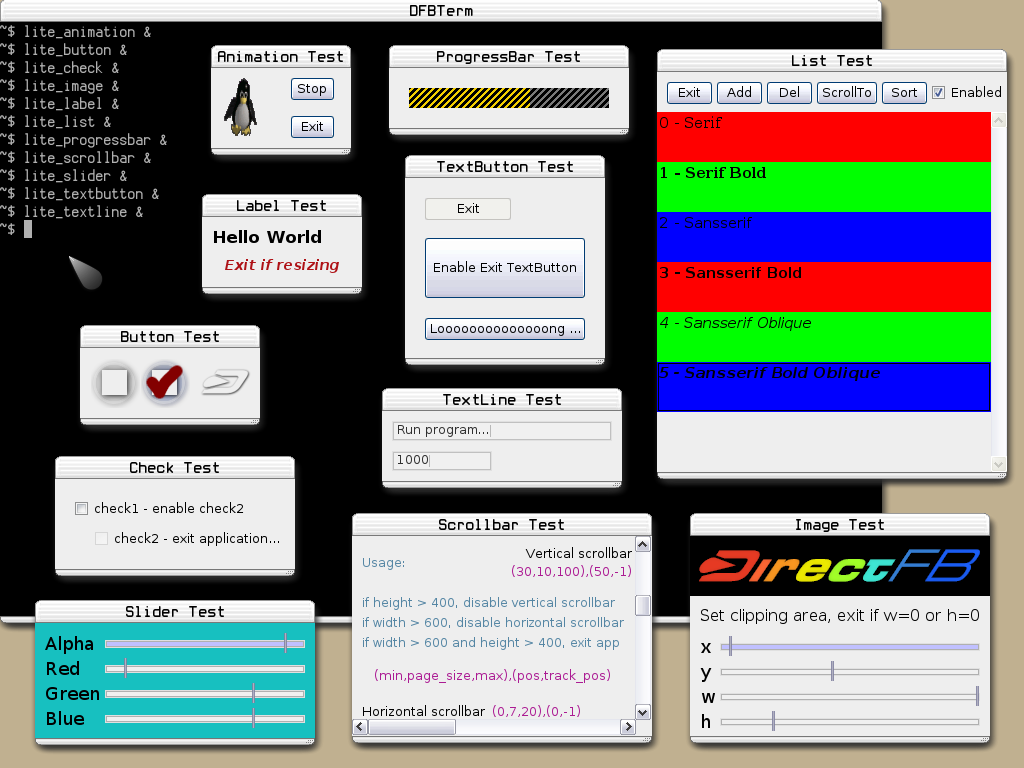 DFBTerm
~$ lite_animation &
~$ lite_button &
~$ lite_check &
~$ lite_image &
~$ lite_label &
~$ lite_list &
~$ lite_progressbar &
~$ lite_scrollbar &
~$ lite_slider &
~$ lite_textbutton &
~$ lite_textline &
~$
Animation Test
Stop
Exit
ProgressBar Test
List Test
Exit Add Del ScrollTo Sort Enabled
0 - Serif
1 - Serif Bold
2 - Sansserif
3 - Sansserif Bold
4 - Sansserif Oblique
5 - Sansserif Bold Oblique
TextButton Test
Exit
Enable Exit TextButton
Looooooooooooooong ...
Label Test
Hello World
Exit if resizing
Button Test
TextLine Test
Run program...
1000
Check Test
check1 - enable check2
check2 - exit application...
Scrollbar Test
Usage:
Vertical scrollbar
(30,10,100),(50,-1)
if height > 400, disable vertical scrollbar
if width > 600, disable horizontal scrollbar
if width > 600 and height > 400, exit app
(min,page_size,max),(pos,track_pos)
Horizontal scrollbar (0,7,20),(0,-1)
Image Test
DirectFB
Set clipping area, exit if w=0 or h=0
x
y
w
h
Slider Test
Alpha
Red
Green
Blue